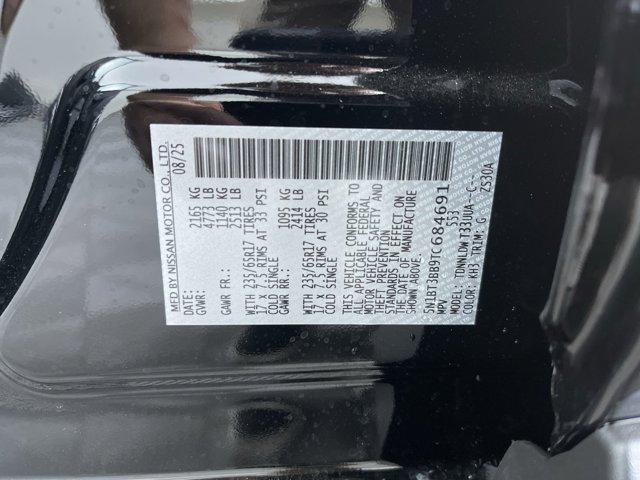 MFD BY NISSAN MOTOR CO., LTD.
08/25
GVWR: 2165 KG
4773 LB
GAWR FR: 1140 KG
2513 LB
WITH 235/65R17 TIRES
17 X 7.5 RIMS AT 33 PSI
COLD SINGLE
GAWR RR: 1095 KG
2414 LB
WITH 235/65R17 TIRES
17 X 7.5 RIMS AT 30 PSI
COLD SINGLE
THIS VEHICLE CONFORMS TO
ALL APPLICABLE FEDERAL
MOTOR VEHICLE SAFETY AND
THEFT PREVENTION
STANDARDS IN EFFECT ON
THE DATE OF MANUFACTURE
SHOWN ABOVE.
5N1BT3BB9TC684691
MPV 553
MODEL: TDNNLDWT33UUA-C-J
COLOR: KH3 TRIM: G ZS30A